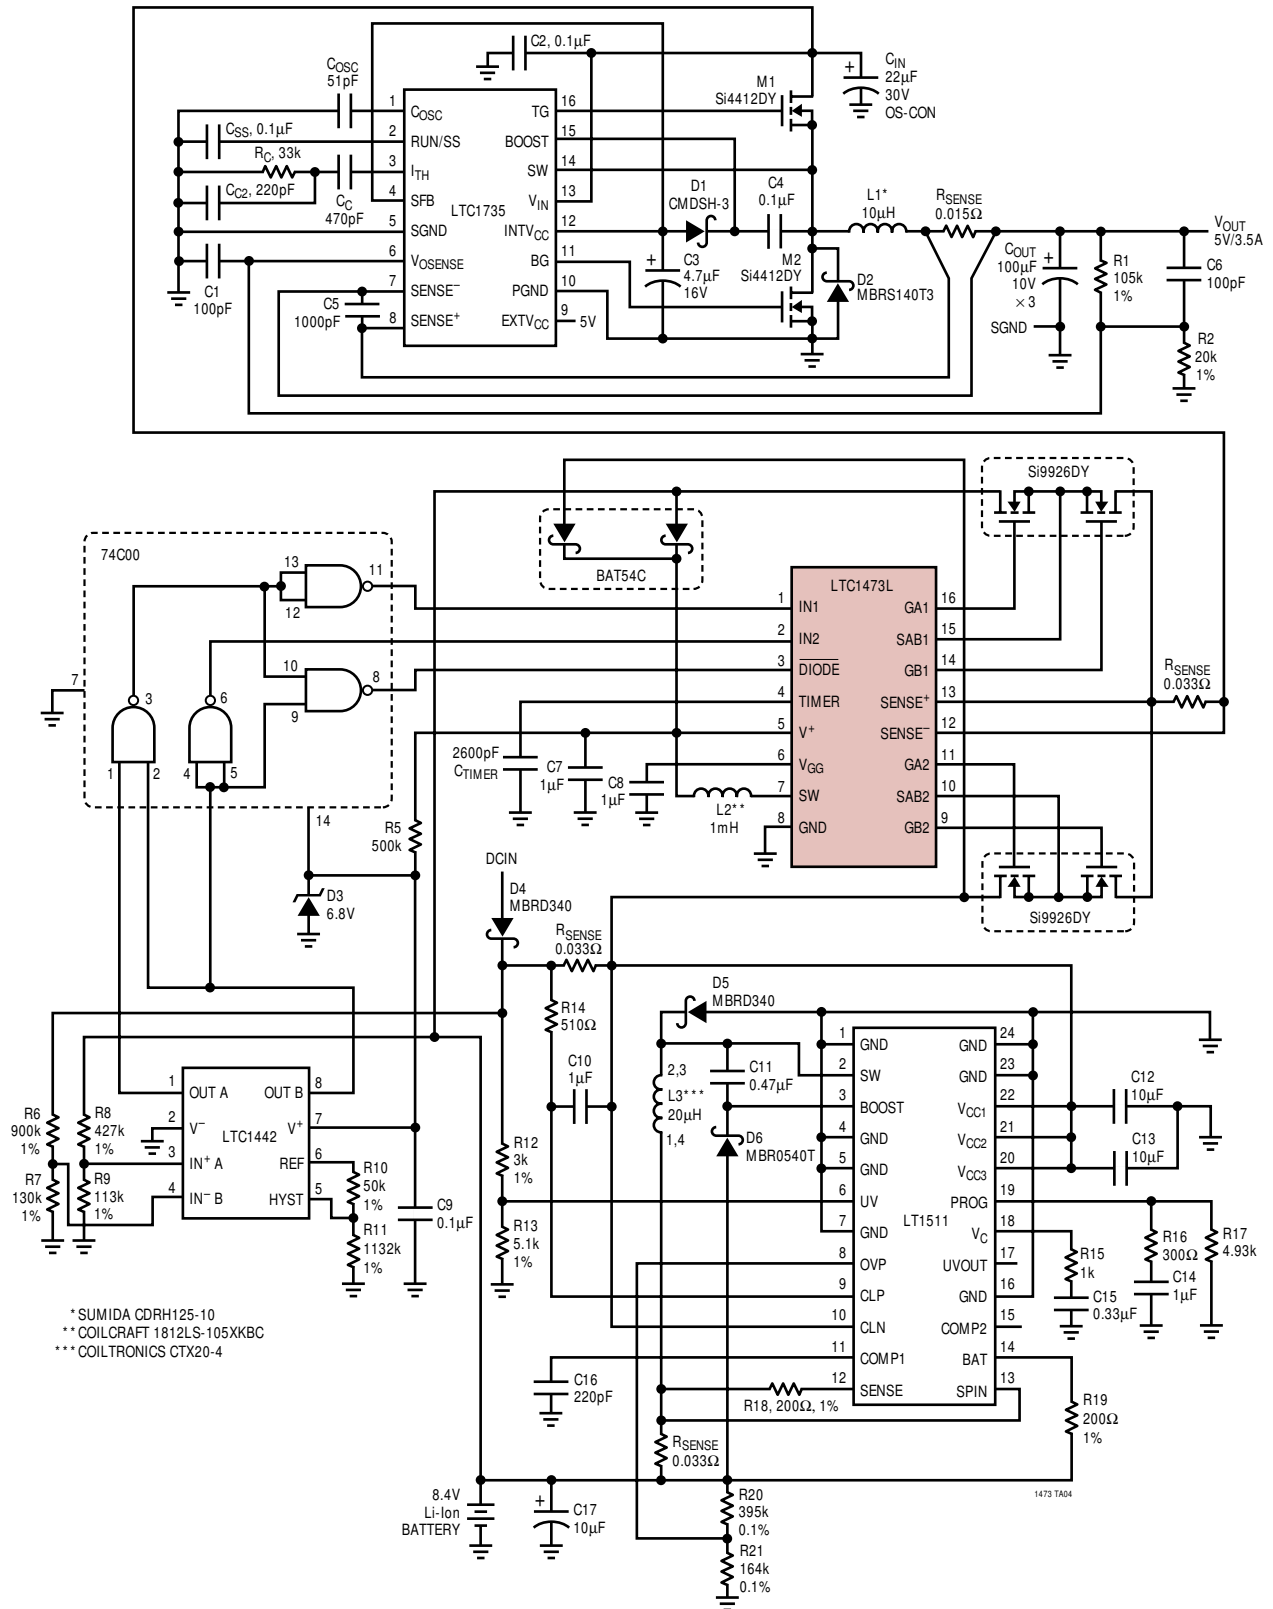 C2, 0.1µF
COSC
51pF
CSS, 0.1µF
RC, 33k
CC2, 220pF
CC
470pF
C1
100pF
C5
1000pF
1
2
3
4
5
6
7
8
COSC
RUN/SS
ITH
SFB
SGND
VOSENSE
SENSE−
SENSE+
LTC1735
TG
BOOST
SW
VIN
INTVCC
BG
PGND
EXTVCC
16
15
14
13
12
11
10
9
5V
M1
Si4412DY
CIN
22µF
30V
OS-CON
D1
CMDSH-3
C4
0.1µF
C3
4.7µF
16V
M2
Si4412DY
D2
MBRS140T3
L1*
10µH
RSENSE
0.015Ω
COUT
100µF
10V
×3
SGND
VOUT
5V/3.5A
R1
105k
1%
C6
100pF
R2
20k
1%
Si9926DY
BAT54C
74C00
13
12
11
10
9
8
7
3
6
1
2
4
5
14
LTC1473L
1
2
3
4
5
6
7
8
IN1
IN2
DIODE
TIMER
V+
VGG
SW
GND
GA1
SAB1
GB1
SENSE+
SENSE−
GA2
SAB2
GB2
16
15
14
13
12
11
10
9
RSENSE
0.033Ω
2600pF
CTIMER
C7
1µF
C8
1µF
L2**
1mH
R5
500k
D3
6.8V
Si9926DY
DCIN
D4
MBRD340
RSENSE
0.033Ω
R14
510Ω
C10
1µF
R12
3k
1%
R13
5.1k
1%
R6
900k
1%
R7
130k
1%
R8
427k
1%
R9
113k
1%
1
2
3
4
OUT A
V−
IN+ A
IN− B
LTC1442
OUT B
V+
REF
HYST
8
7
6
5
R10
50k
1%
R11
1132k
1%
C9
0.1µF
D5
MBRD340
2,3
L3***
20µH
1,4
C11
0.47µF
D6
MBR0540T
1
2
3
4
5
6
7
8
9
10
11
12
GND
SW
BOOST
GND
GND
UV
GND
OVP
CLP
CLN
COMP1
SENSE
LT1511
GND
GND
VCC1
VCC2
VCC3
PROG
VC
UVOUT
GND
COMP2
BAT
SPIN
24
23
22
21
20
19
18
17
16
15
14
13
C12
10µF
C13
10µF
R15
1k
C15
0.33µF
R16
300Ω
C14
1µF
R17
4.93k
C16
220pF
R18, 200Ω, 1%
RSENSE
0.033Ω
R19
200Ω
1%
*SUMIDA CDRH125-10
**COILCRAFT 1812LS-105XKBC
***COILTRONICS CTX20-4
8.4V
Li-Ion
BATTERY
C17
10µF
R20
395k
0.1%
R21
164k
0.1%
1473 TA04